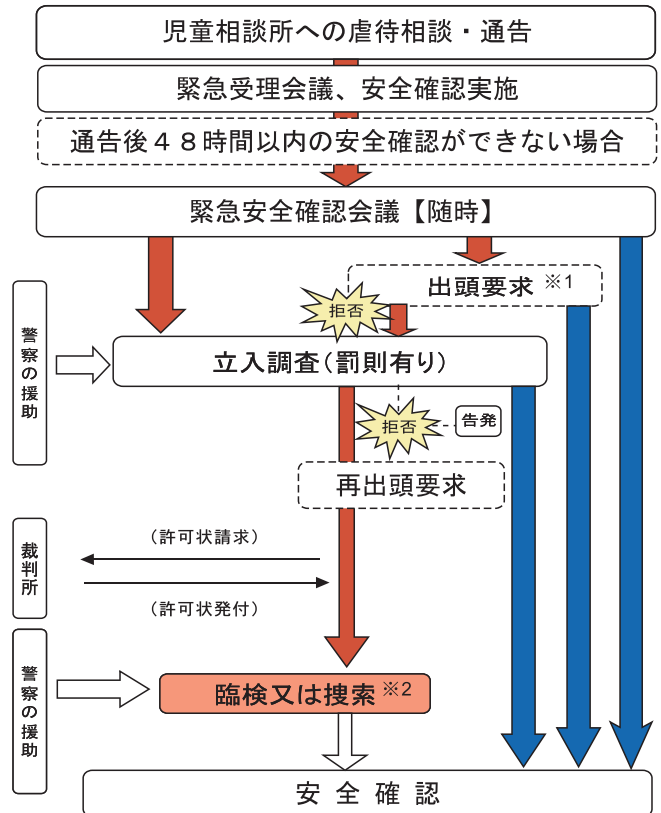 児童相談所への虐待相談・通告
緊急受理会議、安全確認実施
通告後48時間以内の安全確認ができない場合
緊急安全確認会議【随時】
出頭要求※1
拒否
警察の援助
立入調査(罰則有り)
拒否
告発
再出頭要求
裁判所
(許可状請求)
(許可状発付)
警察の援助
臨検又は捜索※2
安全確認